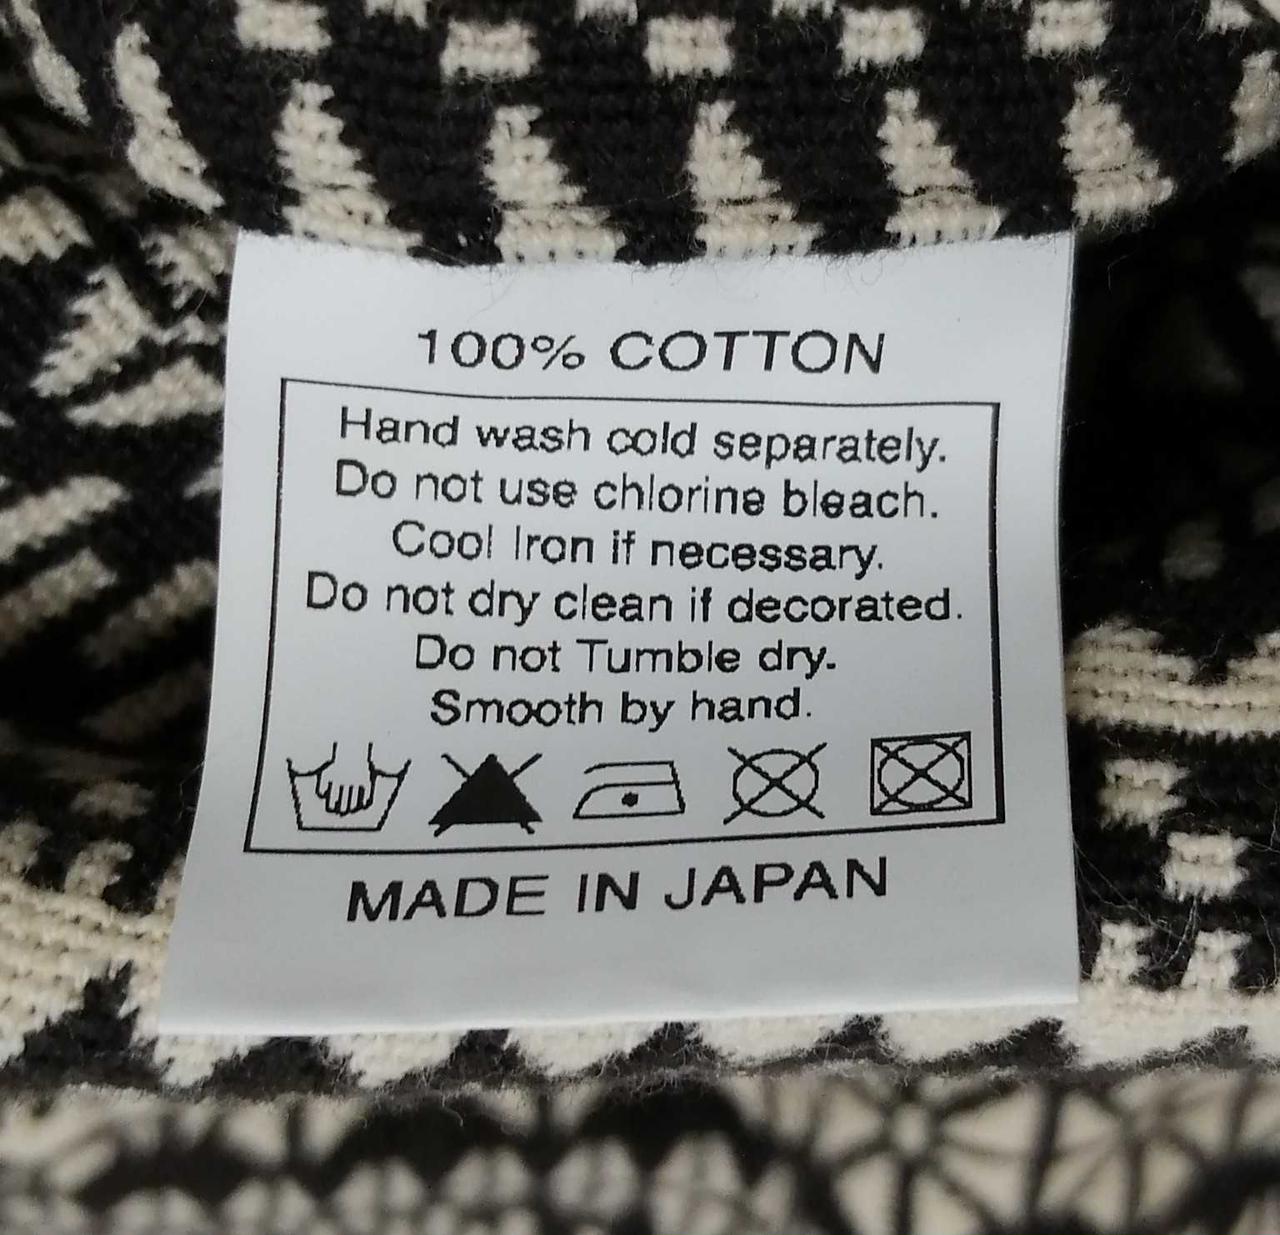 100% COTTON
Hand wash cold separately.
Do not use chlorine bleach.
Cool Iron if necessary.
Do not dry clean if decorated.
Do not Tumble dry.
Smooth by hand.
MADE IN JAPAN